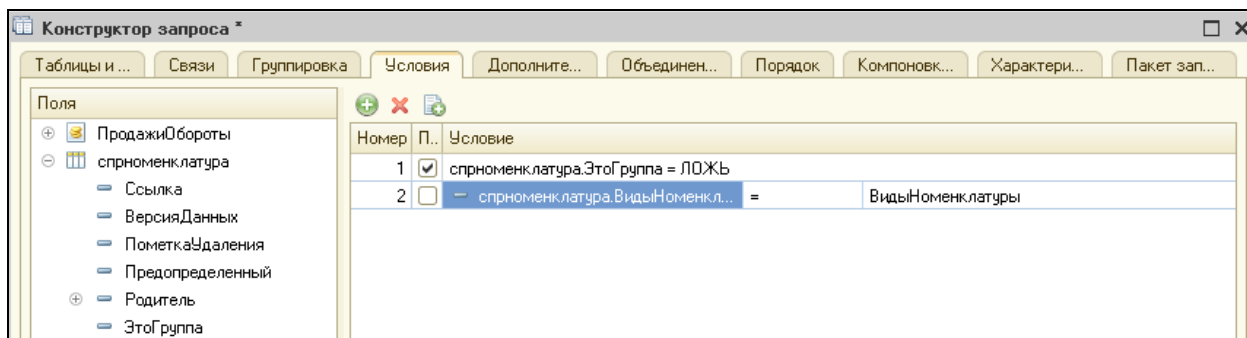 Конструктор запроса *
Таблицы и ... Связи Группировка Условия Дополните... Объединен... Порядок Компоновк... Характери... Пакет зап...
Поля
Номер П.. Условие
ПродажиОбороты
спрноменклатура
1 спрноменклатура.ЭтоГруппа = ЛОЖЬ
Ссылка
2 спрноменклатура.ВидыНоменкл... = ВидыНоменклатуры
ВерсияДанных
ПометкаУдаления
Предопределенный
Родитель
ЭтоГруппа